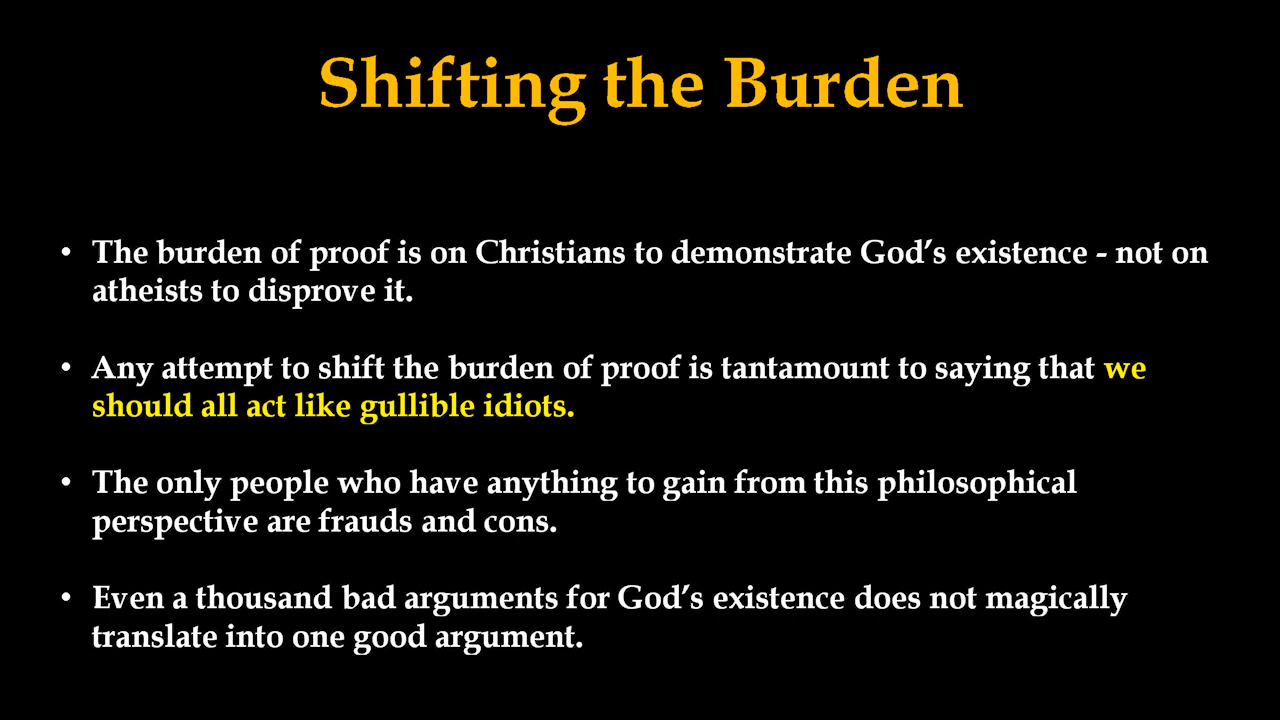 Shifting the Burden
• The burden of proof is on Christians to demonstrate God’s existence - not on
atheists to disprove it.
• Any attempt to shift the burden of proof is tantamount to saying that we
should all act like gullible idiots.
• The only people who have anything to gain from this philosophical
perspective are frauds and cons.
• Even a thousand bad arguments for God’s existence does not magically
translate into one good argument.